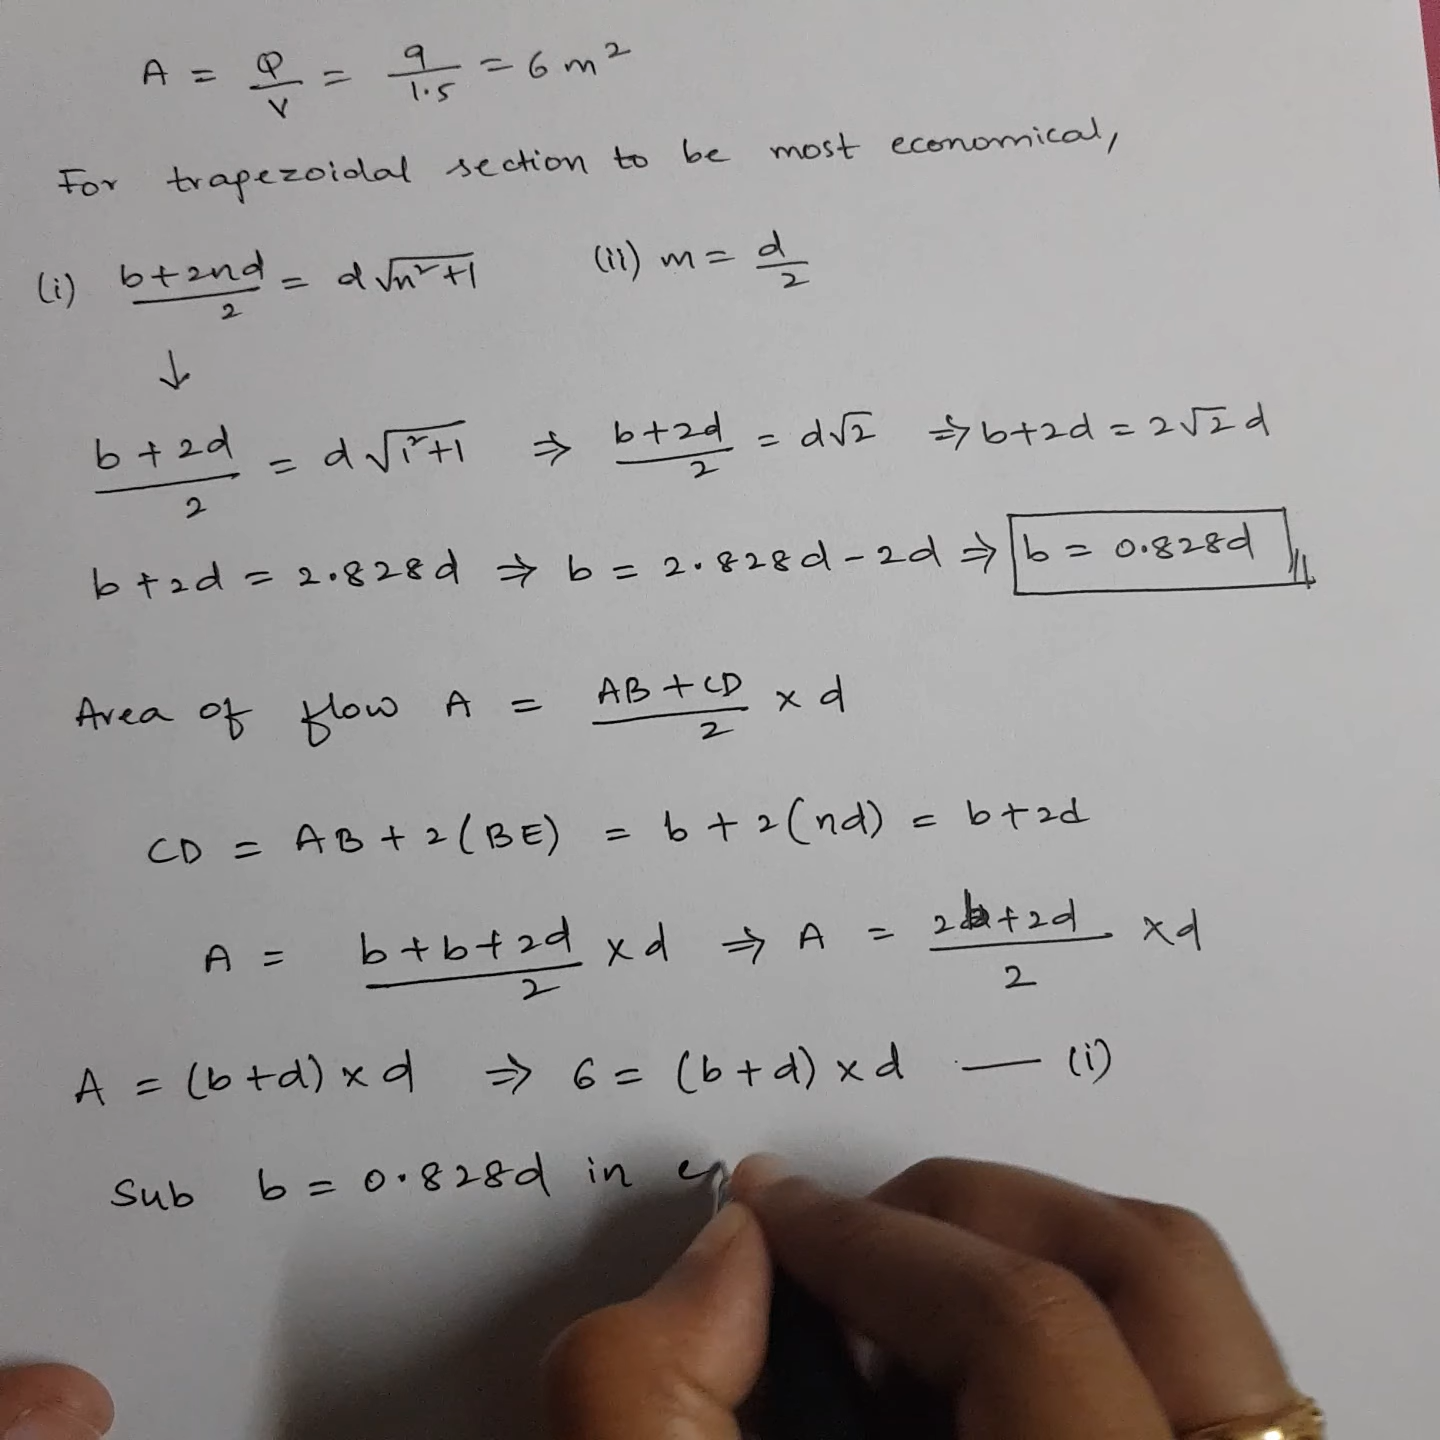 A = Q/V = 9/1.5 = 6 m²
For trapezoidal section to be most economical,
(i) b+2nd/2 = d√n²+1 (ii) m = d/2
↓
b+2d/2 = d√1²+1 ⇒ b+2d/2 = d√2 ⇒ b+2d = 2√2 d
b+2d = 2.828d ⇒ b = 2.828d - 2d ⇒ b = 0.828d
Area of flow A = AB+CD/2 × d
CD = AB + 2(BE) = b + 2(nd) = b+2d
A = b+b+2d/2 × d ⇒ A = 2b+2d/2 × d
A = (b+d) × d ⇒ 6 = (b+d) × d — (i)
Sub b = 0.828d in